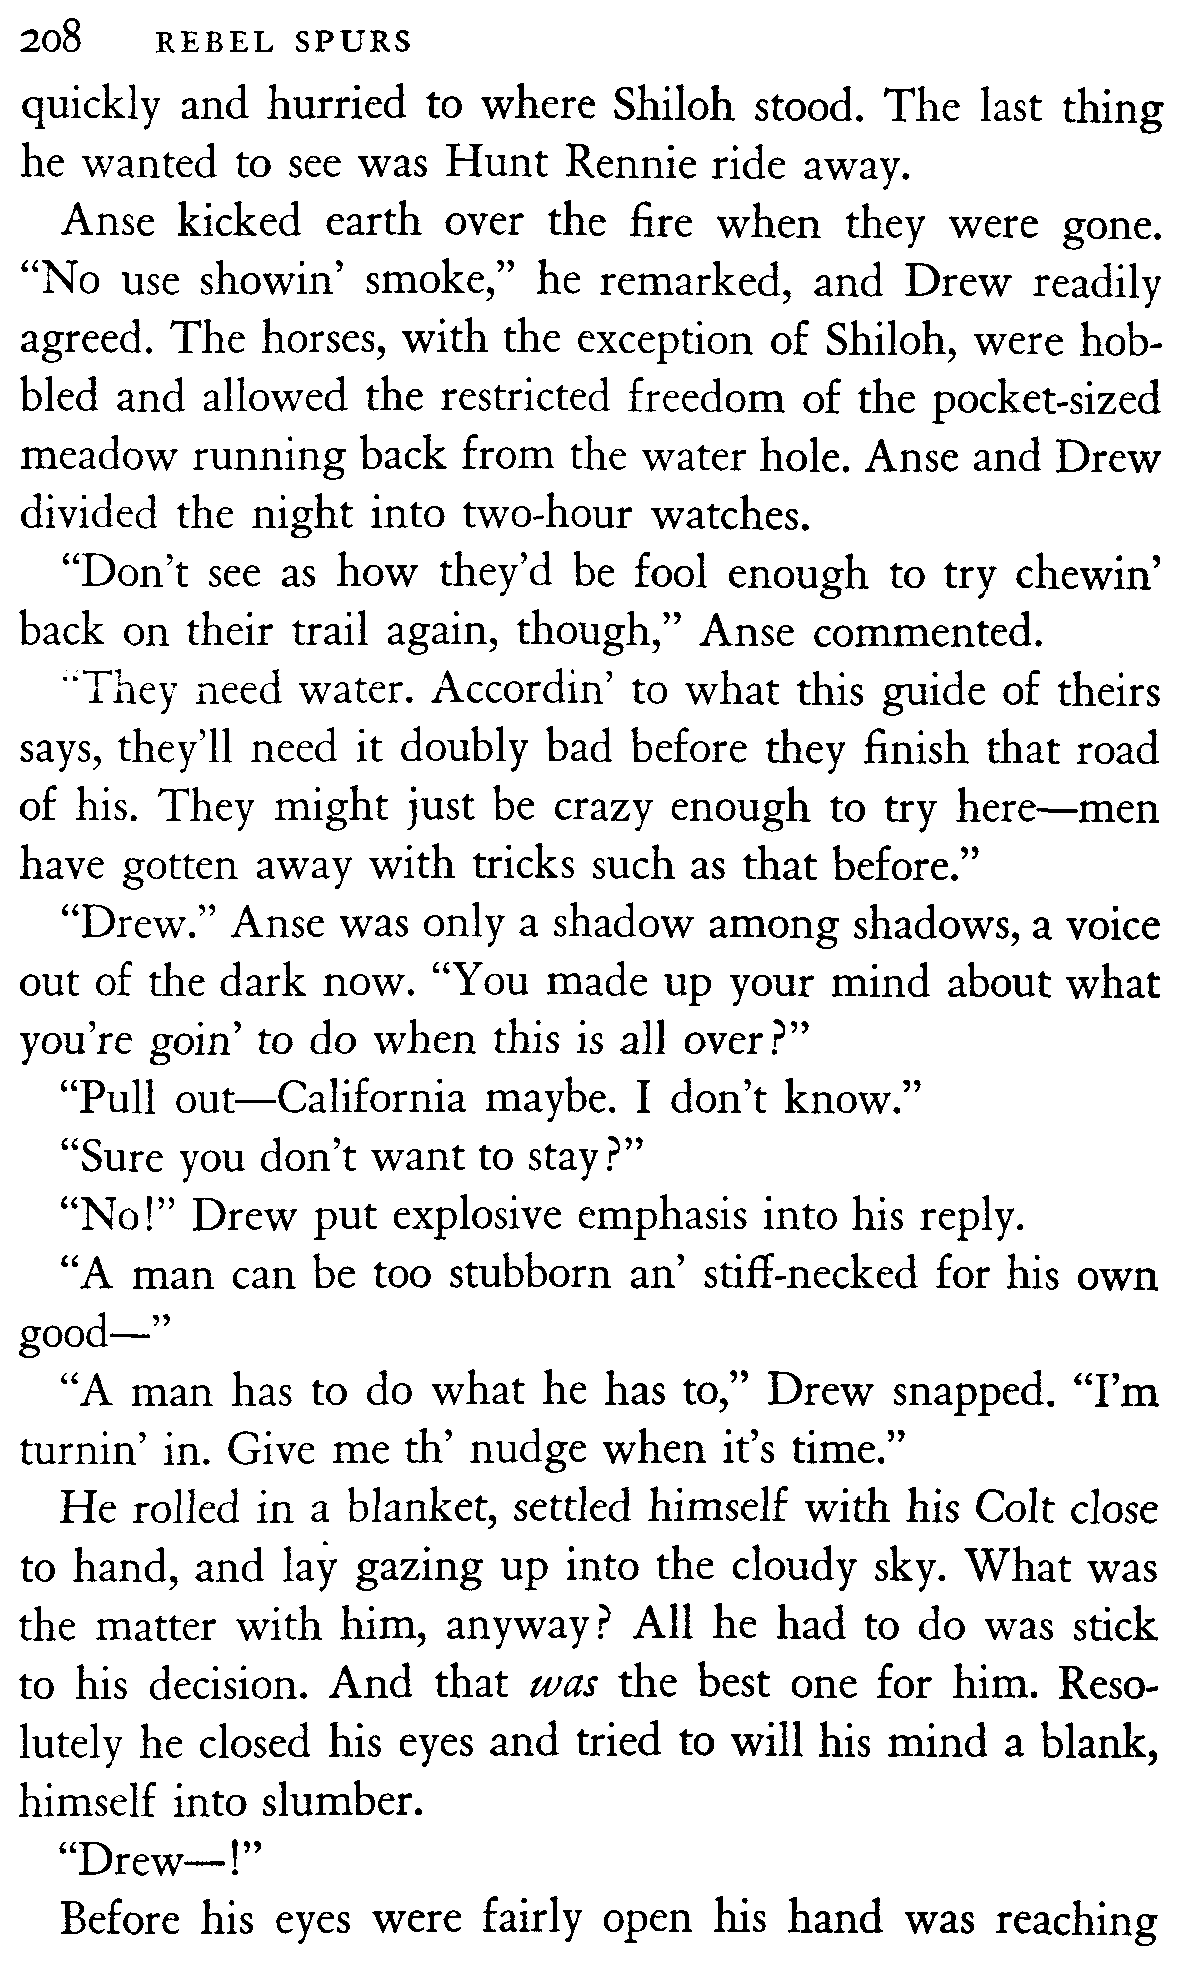 208 REBEL SPURS
quickly and hurried to where Shiloh stood. The last thing
he wanted to see was Hunt Rennie ride away.
Anse kicked earth over the fire when they were gone.
“No use showin’ smoke,” he remarked, and Drew readily
agreed. The horses, with the exception of Shiloh, were hob-
bled and allowed the restricted freedom of the pocket-sized
meadow running back from the water hole. Anse and Drew
divided the night into two-hour watches.
“Don’t see as how they’d be fool enough to try chewin’
back on their trail again, though,” Anse commented.
“They need water. Accordin’ to what this guide of theirs
says, they’ll need it doubly bad before they finish that road
of his. They might just be crazy enough to try here—men
have gotten away with tricks such as that before.”
“Drew.” Anse was only a shadow among shadows, a voice
out of the dark now. “You made up your mind about what
you’re goin’ to do when this is all over?”
“Pull out—California maybe. I don’t know.”
“Sure you don’t want to stay?”
“No!” Drew put explosive emphasis into his reply.
“A man can be too stubborn an’ stiff-necked for his own
good—”
“A man has to do what he has to,” Drew snapped. “I’m
turnin’ in. Give me th’ nudge when it’s time.”
He rolled in a blanket, settled himself with his Colt close
to hand, and lay gazing up into the cloudy sky. What was
the matter with him, anyway? All he had to do was stick
to his decision. And that was the best one for him. Reso-
lutely he closed his eyes and tried to will his mind a blank,
himself into slumber.
“Drew—!”
Before his eyes were fairly open his hand was reaching